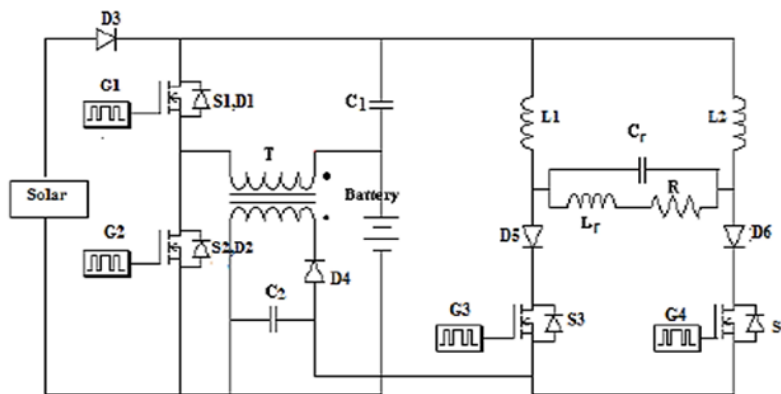 D3
G1
S1,D1
C1
L1
L2
Cr
T
Battery
R
Solar
Lr
G2
S2,D2
D5
D6
D4
C2
G3
S3
G4
S